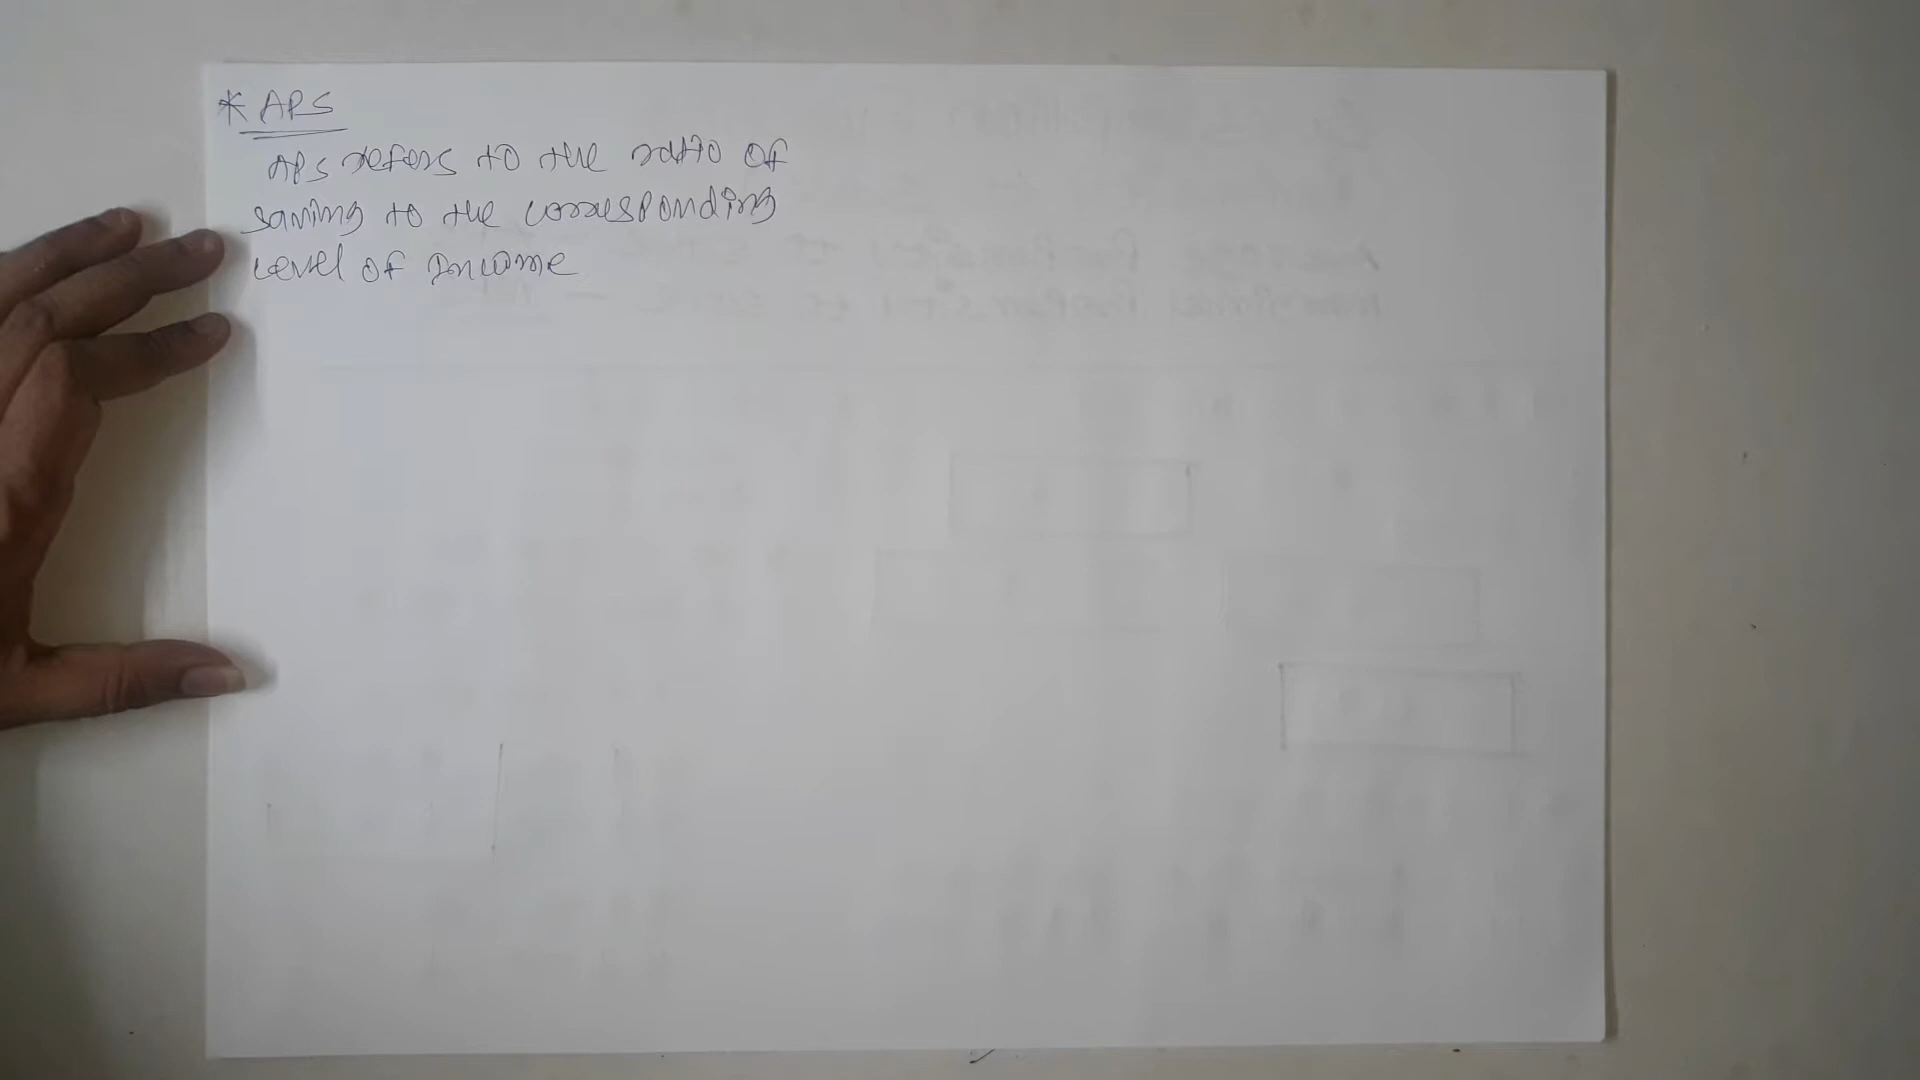 * APS
APS refers to the ratio of
saving to the corresponding
Level of Income